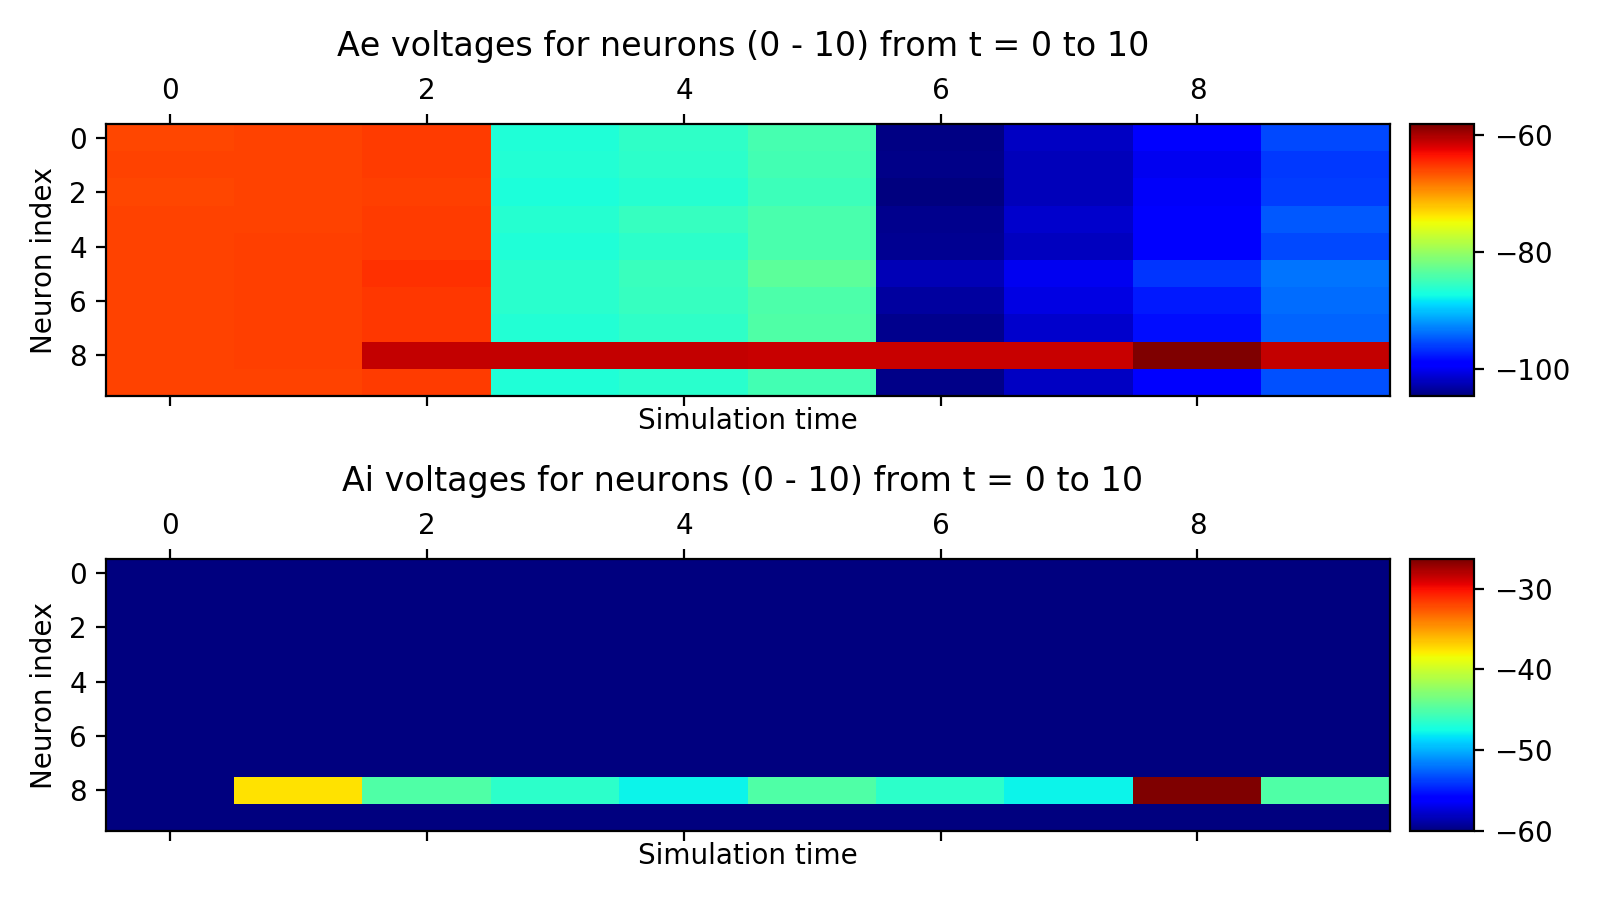 Ae voltages for neurons (0 - 10) from t = 0 to 10
0 2 4 6 8
Neuron index
0
2
4
6
8
−60
−80
−100
Simulation time
Ai voltages for neurons (0 - 10) from t = 0 to 10
0 2 4 6 8
Neuron index
0
2
4
6
8
−30
−40
−50
−60
Simulation time